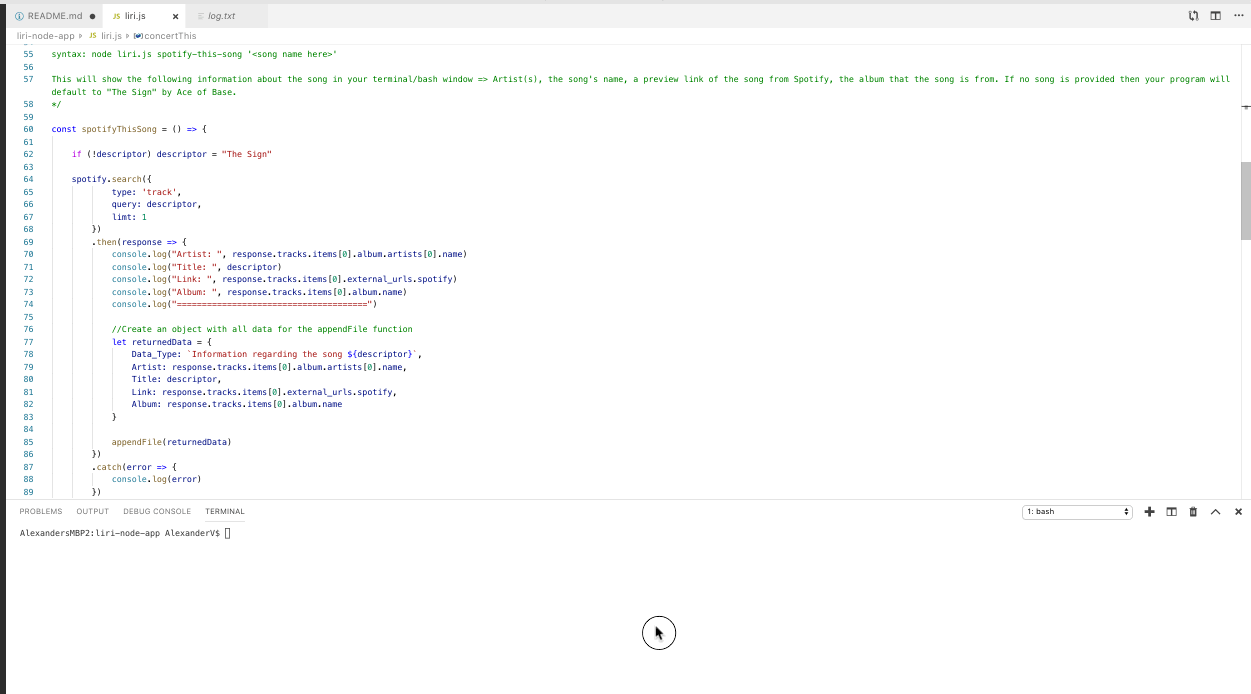 README.md
liri.js
log.txt
liri-node-app
liri.js
concertThis
55 syntax: node liri.js spotify-this-song '<song name here>'
56
57 This will show the following information about the song in your terminal/bash window => Artist(s), the song's name, a preview link of the song from Spotify, the album that the song is from. If no song is provided then your program will
default to "The Sign" by Ace of Base.
58 */
59
60 const spotifyThisSong = () => {
61
62 if (!descriptor) descriptor = "The Sign"
63
64 spotify.search({
65 type: 'track',
66 query: descriptor,
67 limt: 1
68 })
69 .then(response => {
70 console.log("Artist: ", response.tracks.items[0].album.artists[0].name)
71 console.log("Title: ", descriptor)
72 console.log("Link: ", response.tracks.items[0].external_urls.spotify)
73 console.log("Album: ", response.tracks.items[0].album.name)
74 console.log("======================================")
75
76 //Create an object with all data for the appendFile function
77 let returnedData = {
78 Data_Type: `Information regarding the song ${descriptor}`,
79 Artist: response.tracks.items[0].album.artists[0].name,
80 Title: descriptor,
81 Link: response.tracks.items[0].external_urls.spotify,
82 Album: response.tracks.items[0].album.name
83 }
84
85 appendFile(returnedData)
86 })
87 .catch(error => {
88 console.log(error)
89 })
PROBLEMS OUTPUT DEBUG CONSOLE TERMINAL
1: bash
AlexandersMBP2:liri-node-app AlexanderV$